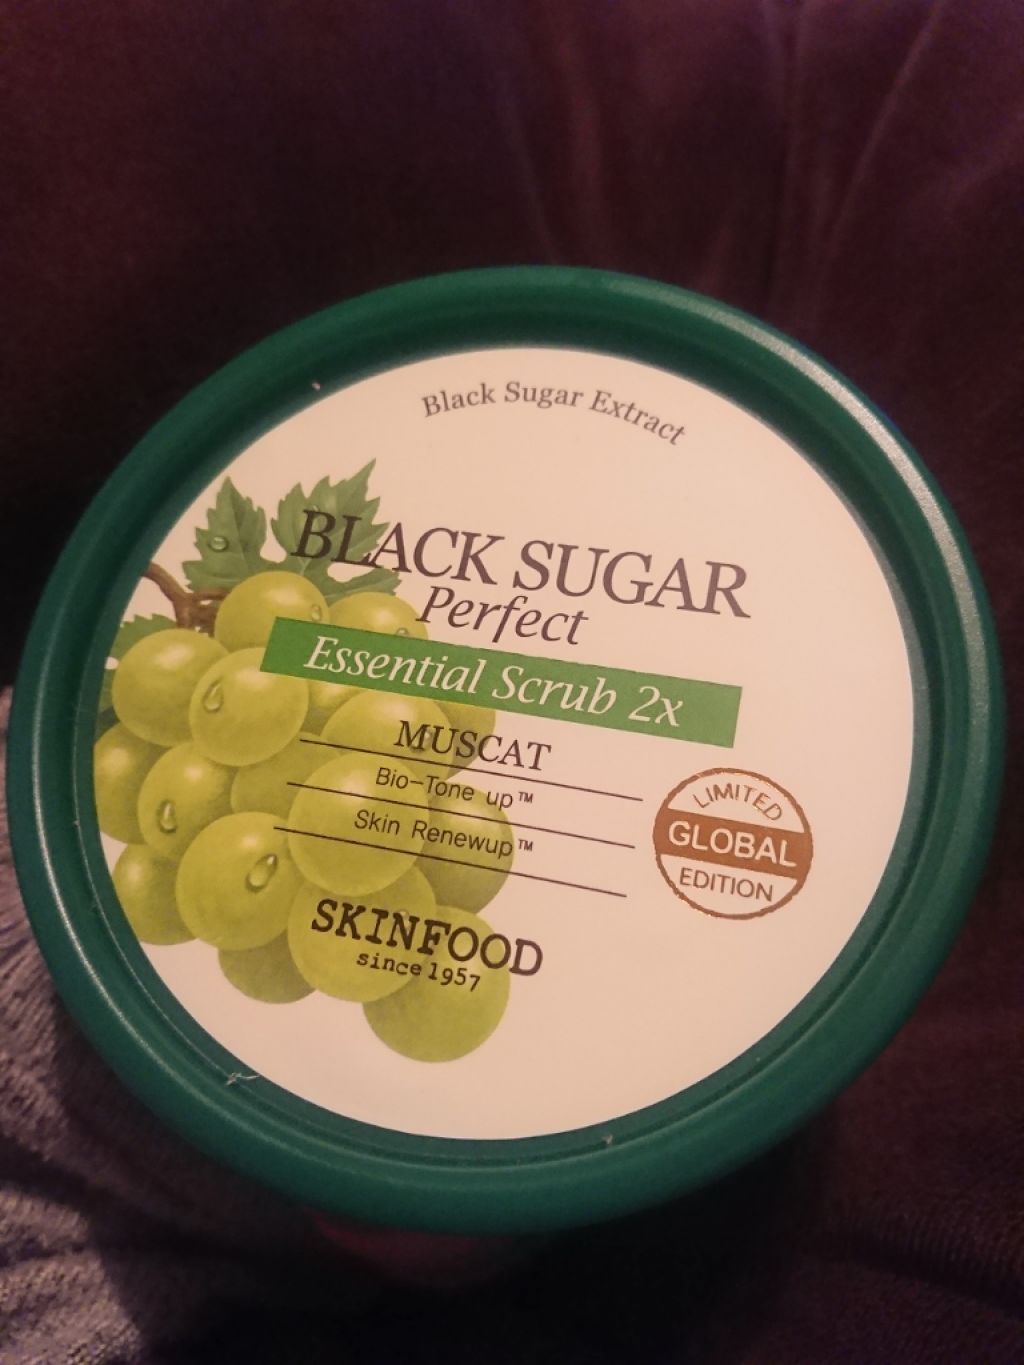 Black Sugar Extract
BLACK SUGAR
Perfect
Essential Scrub 2x
MUSCAT
Bio-Tone up™
Skin Renewup™
LIMITED
GLOBAL
EDITION
SKINFOOD
since 1957